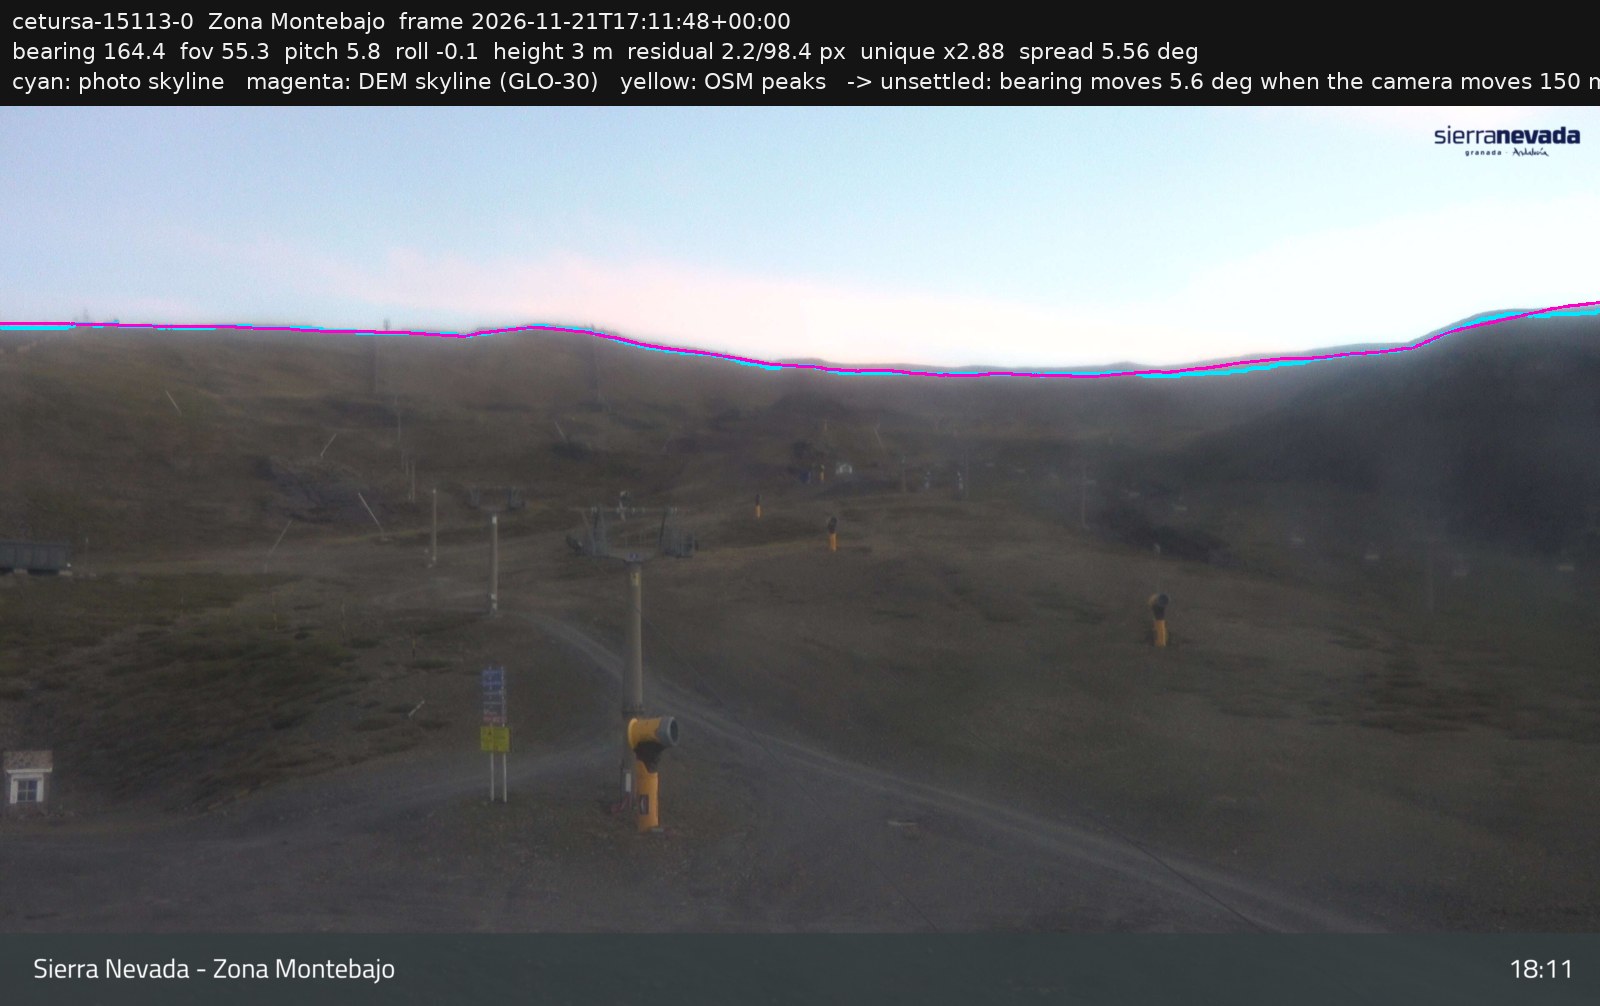 cetursa-15113-0 Zona Montebajo frame 2026-11-21T17:11:48+00:00
bearing 164.4 fov 55.3 pitch 5.8 roll -0.1 height 3 m residual 2.2/98.4 px unique x2.88 spread 5.56 deg
cyan: photo skyline magenta: DEM skyline (GLO-30) yellow: OSM peaks -> unsettled: bearing moves 5.6 deg when the camera moves 150 m
sierranevada
granada · Andalucía
Sierra Nevada - Zona Montebajo
18:11